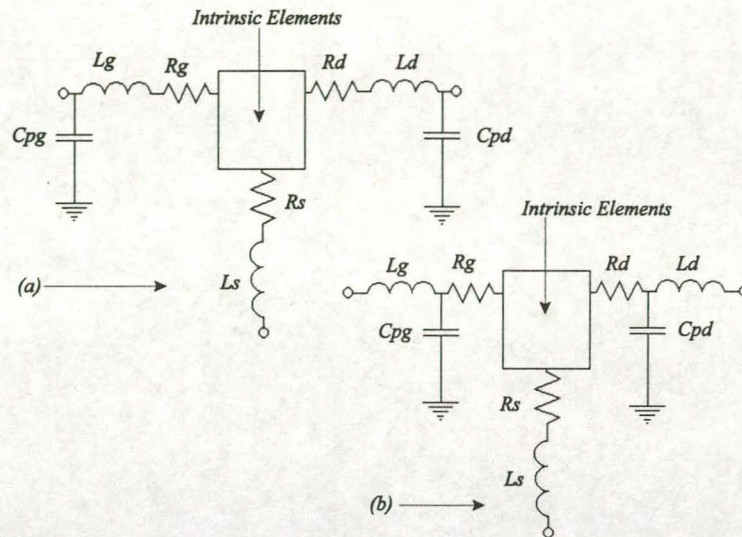 Intrinsic Elements
Lg Rg Rd Ld
Cpg Cpd
Rs
Ls
(a)
Intrinsic Elements
Lg Rg Rd Ld
Cpg Cpd
Rs
Ls
(b)